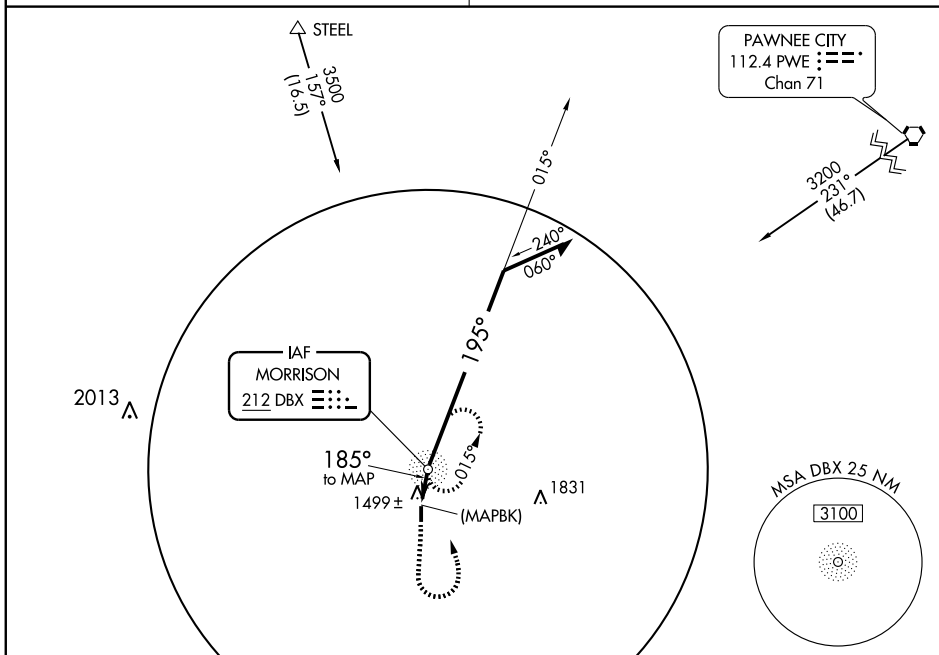 STEEL
3500
157°
(16.5)
PAWNEE CITY
112.4 PWE
Chan 71
3200
231°
(46.7)
015°
240°
060°
195°
IAF
MORRISON
212 DBX
2013
185°
to MAP
015°
1499 ±
(MAPBK)
1831
MSA DBX 25 NM
3100